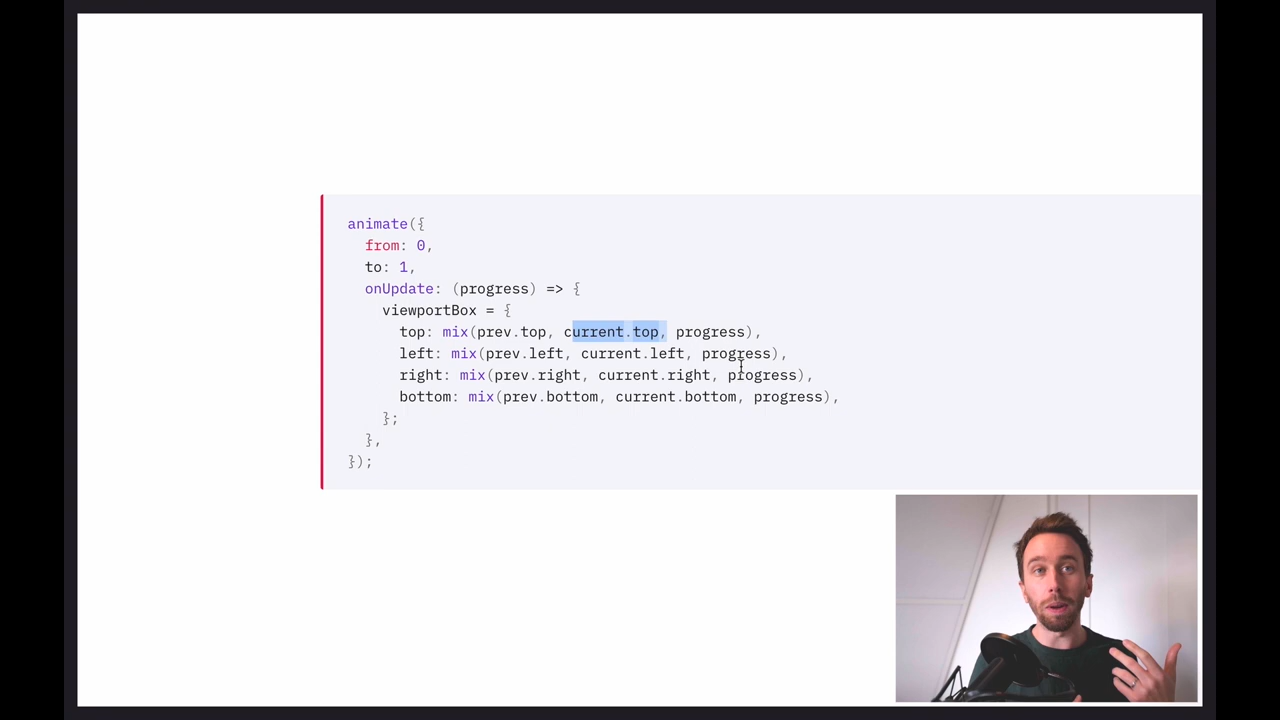 animate({
from: 0,
to: 1,
onUpdate: (progress) => {
viewportBox = {
top: mix(prev.top, current.top, progress),
left: mix(prev.left, current.left, progress),
right: mix(prev.right, current.right, progress),
bottom: mix(prev.bottom, current.bottom, progress),
};
},
});